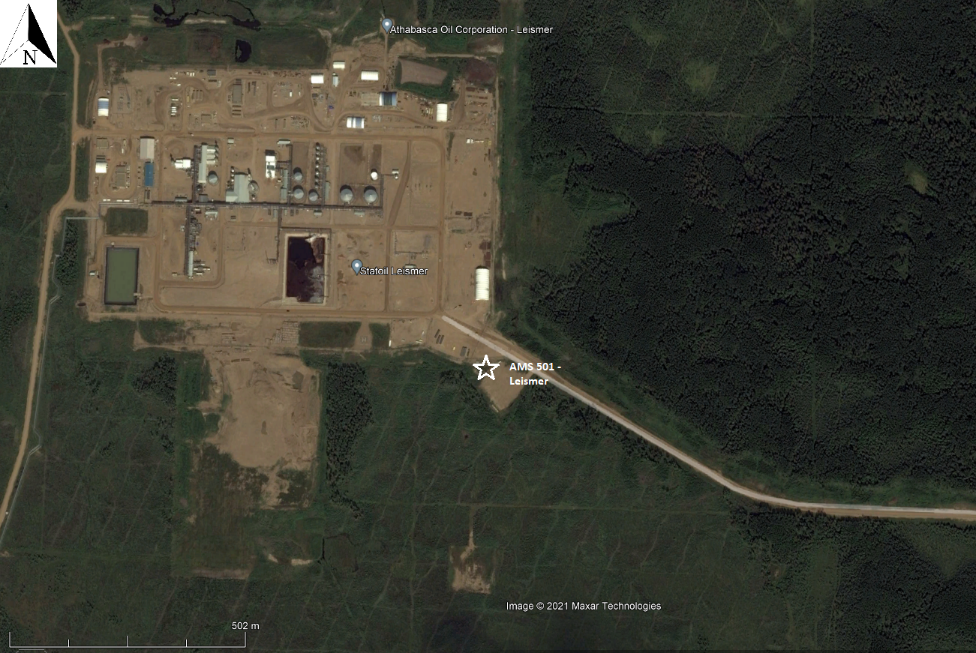 N
Athabasca Oil Corporation - Leismer
Statoil Leismer
AMS 501 -
Leismer
Image © 2021 Maxar Technologies
502 m